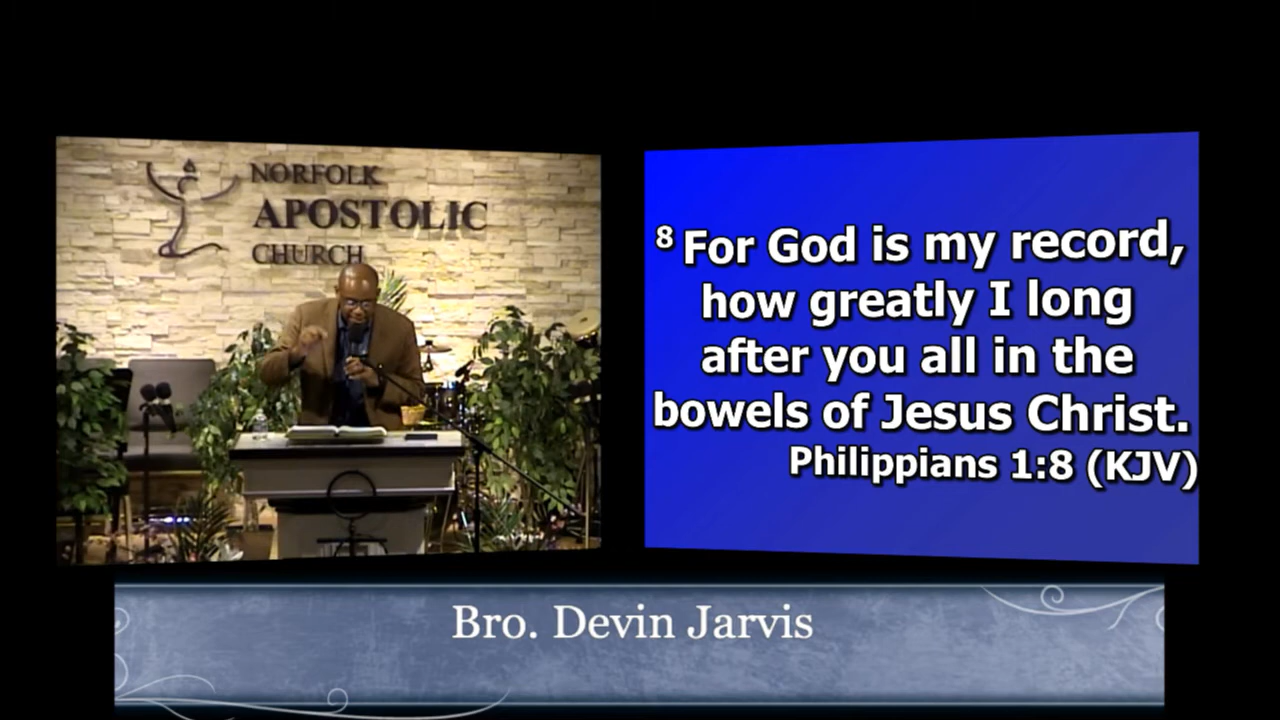 NORFOLK
APOSTOLIC
CHURCH
8 For God is my record,
how greatly I long
after you all in the
bowels of Jesus Christ.
Philippians 1:8 (KJV)
Bro. Devin Jarvis